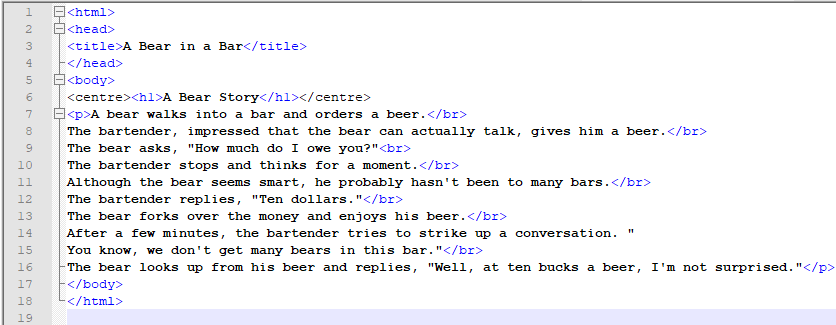 1 <html>
2 <head>
3 <title>A Bear in a Bar</title>
4 </head>
5 <body>
6 <centre><h1>A Bear Story</h1></centre>
7 <p>A bear walks into a bar and orders a beer.</br>
8 The bartender, impressed that the bear can actually talk, gives him a beer.</br>
9 The bear asks, "How much do I owe you?"<br>
10 The bartender stops and thinks for a moment.</br>
11 Although the bear seems smart, he probably hasn't been to many bars.</br>
12 The bartender replies, "Ten dollars."</br>
13 The bear forks over the money and enjoys his beer.</br>
14 After a few minutes, the bartender tries to strike up a conversation. "
15 You know, we don't get many bears in this bar."</br>
16 The bear looks up from his beer and replies, "Well, at ten bucks a beer, I'm not surprised."</p>
17 </body>
18 </html>
19